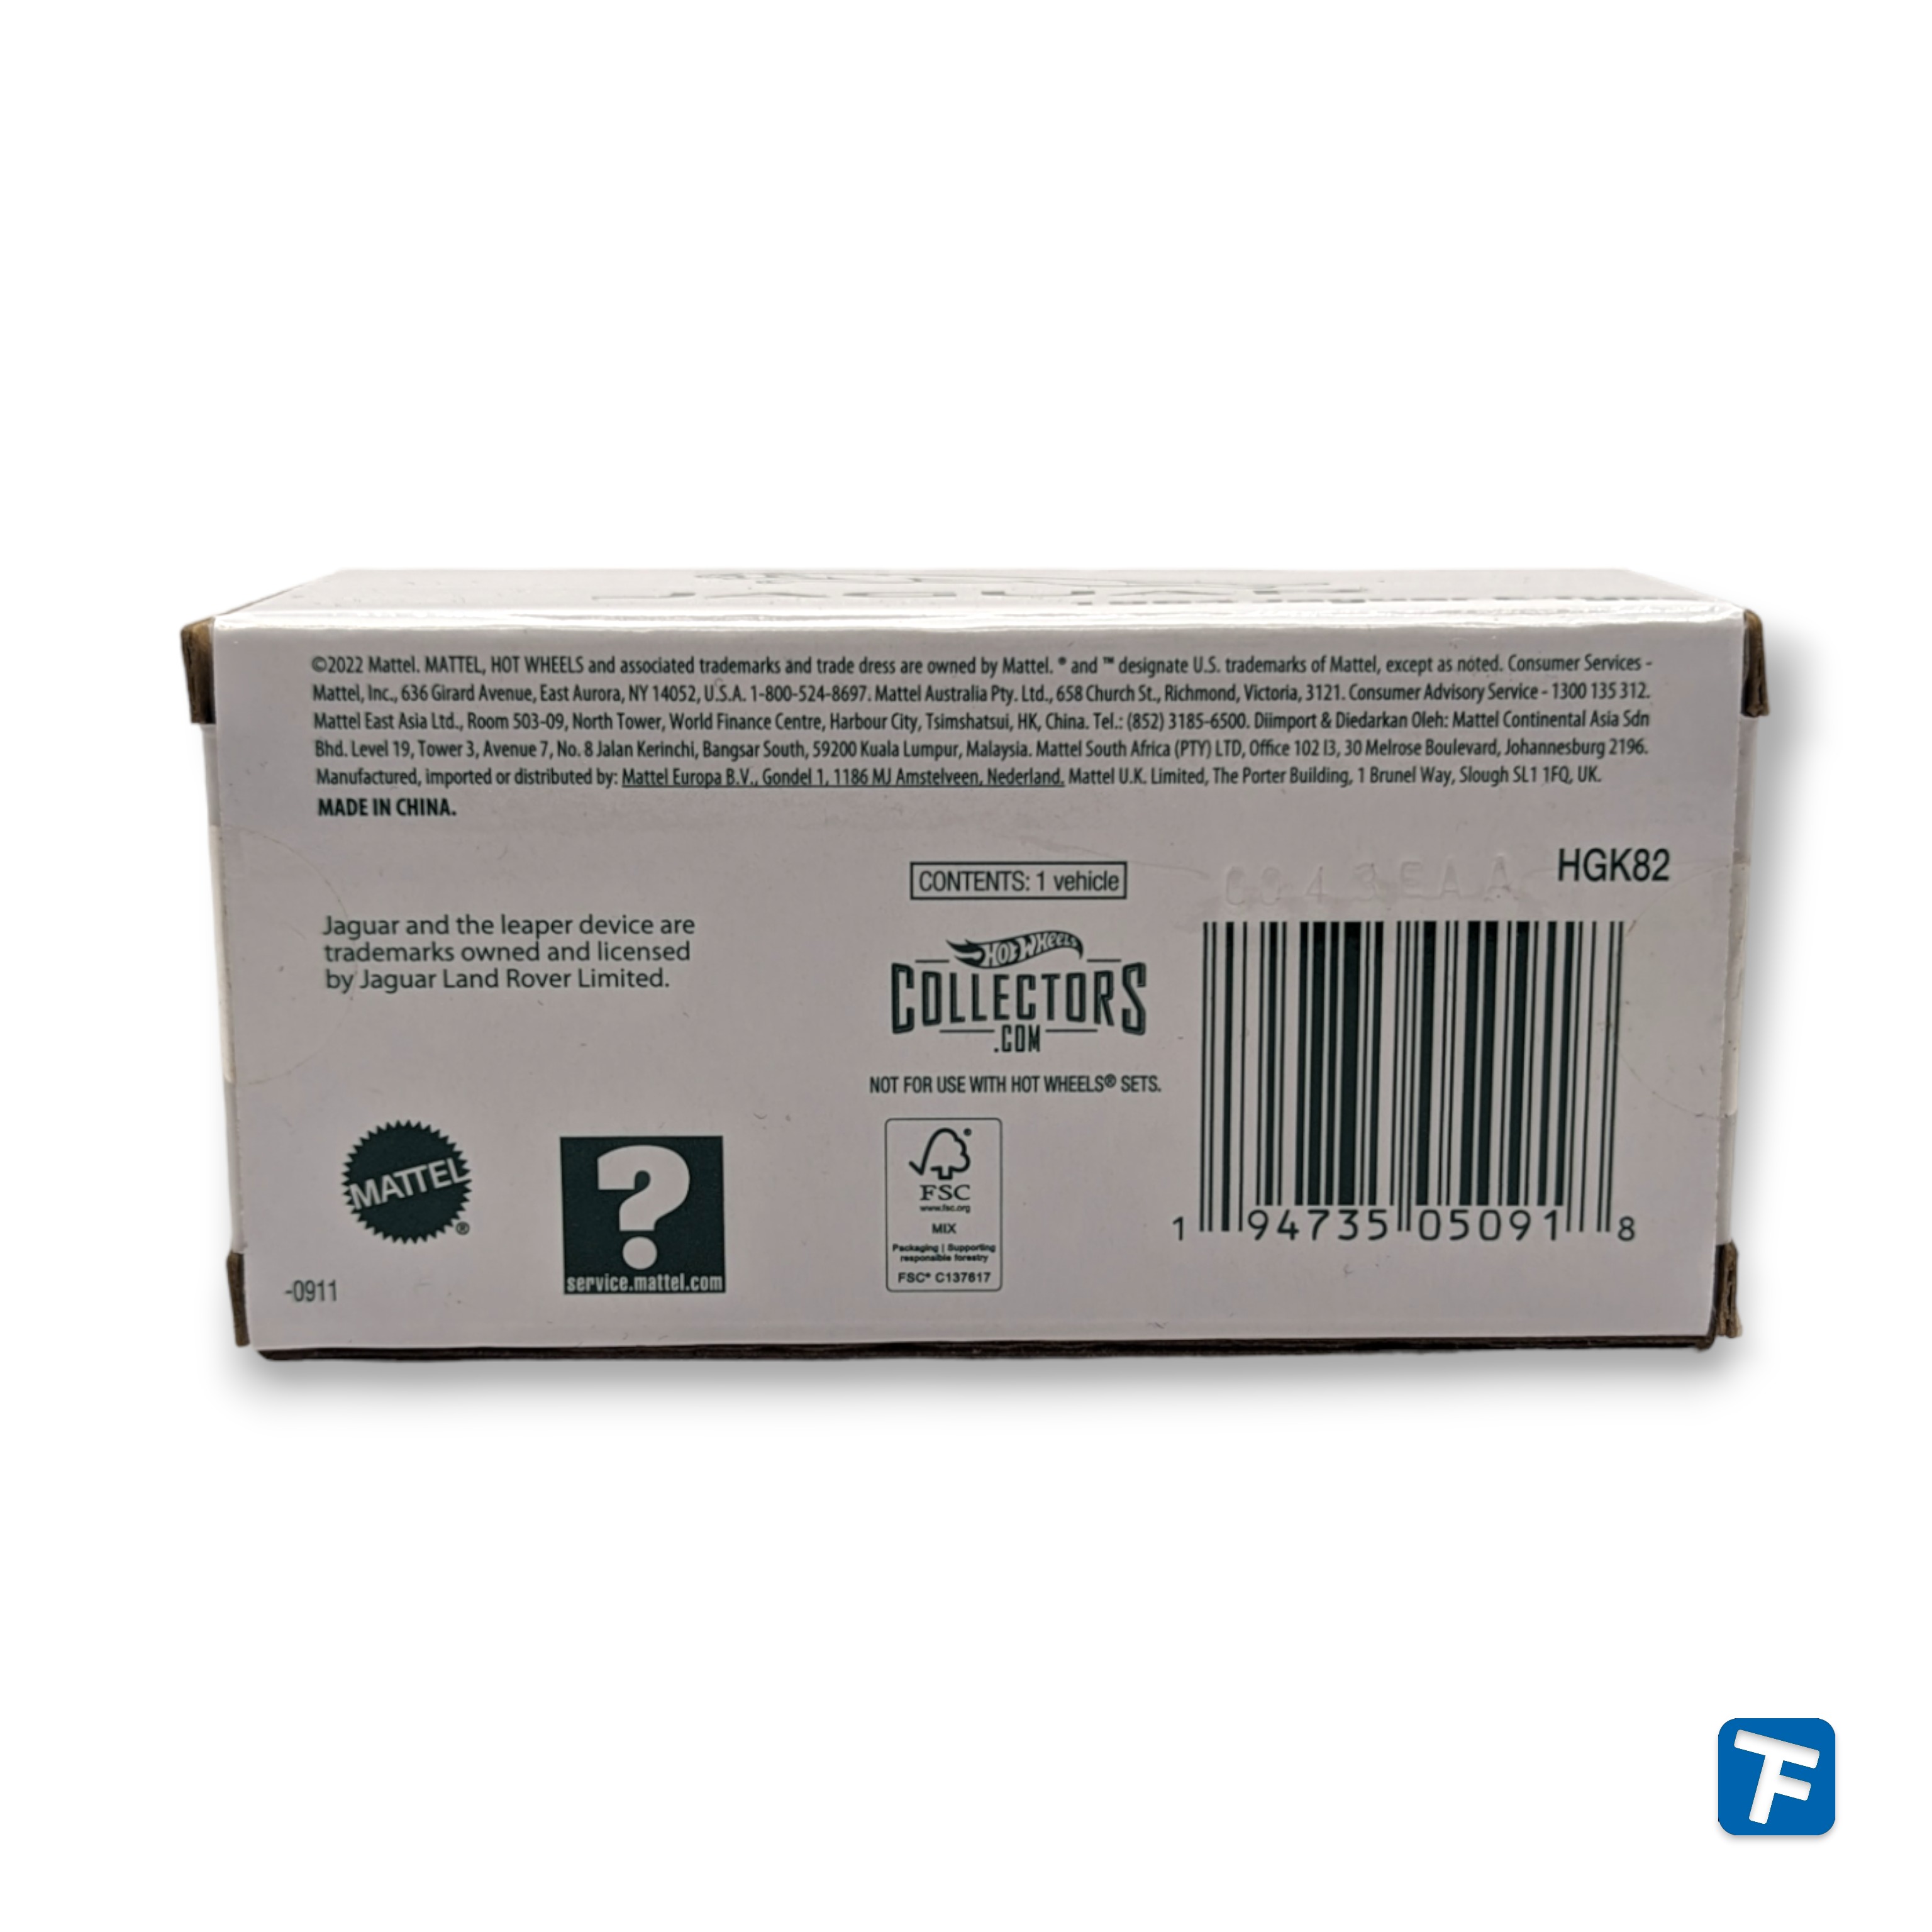 JAGUAR
©2022 Mattel. MATTEL, HOT WHEELS and associated trademarks and trade dress are owned by Mattel. ® and ™ designate U.S. trademarks of Mattel, except as noted. Consumer Services -
Mattel, Inc., 636 Girard Avenue, East Aurora, NY 14052, U.S.A. 1-800-524-8697. Mattel Australia Pty. Ltd., 658 Church St., Richmond, Victoria, 3121. Consumer Advisory Service - 1300 135 312.
Mattel East Asia Ltd., Room 503-09, North Tower, World Finance Centre, Harbour City, Tsimshatsui, HK, China. Tel.: (852) 3185-6500. Diimport & Diedarkan Oleh: Mattel Continental Asia Sdn
Bhd. Level 19, Tower 3, Avenue 7, No. 8 Jalan Kerinchi, Bangsar South, 59200 Kuala Lumpur, Malaysia. Mattel South Africa (PTY) LTD, Office 102 I3, 30 Melrose Boulevard, Johannesburg 2196.
Manufactured, imported or distributed by: Mattel Europa B.V., Gondel 1, 1186 MJ Amstelveen, Nederland. Mattel U.K. Limited, The Porter Building, 1 Brunel Way, Slough SL1 1FQ, UK.
MADE IN CHINA.
HGK82
CONTENTS: 1 vehicle
Jaguar and the leaper device are
trademarks owned and licensed
by Jaguar Land Rover Limited.
HOT WHEELS
COLLECTORS
.COM
NOT FOR USE WITH HOT WHEELS® SETS.
MATTEL®
service.mattel.com
FSC
www.fsc.org
MIX
Packaging | Supporting
responsible forestry
FSC® C137617
1 94735 05091 8
-0911
TF